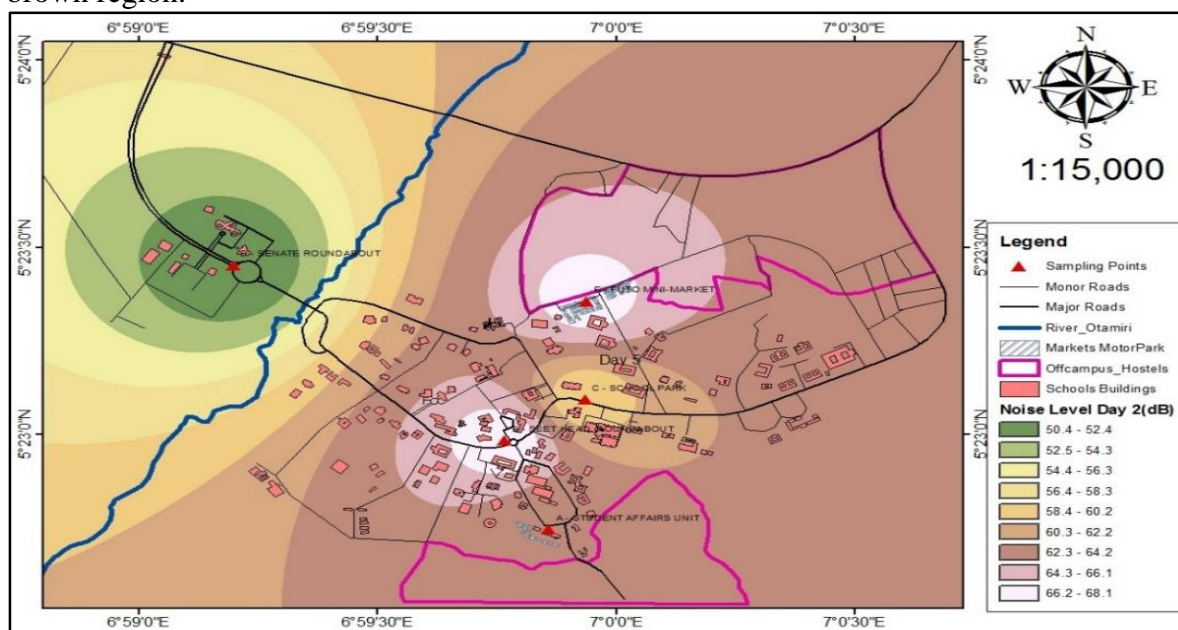 brown region.
6°59'0"E
6°59'30"E
7°0'0"E
7°0'30"E
5°24'0"N
5°24'0"N
N
W
E
S
1:15,000
SENATE ROUNDABOUT
5°23'30"N
5°23'30"N
E - FUTO MINI-MARKET
Day 5
C - SCHOOL PARK
SEET HEAD ROUNDABOUT
5°23'0"N
5°23'0"N
A - STUDENT AFFAIRS UNIT
6°59'0"E
6°59'30"E
7°0'0"E
7°0'30"E
Legend
Sampling Points
Monor Roads
Major Roads
River_Otamiri
Markets MotorPark
Offcampus_Hostels
Schools Buildings
Noise Level Day 2(dB)
50.4 - 52.4
52.5 - 54.3
54.4 - 56.3
56.4 - 58.3
58.4 - 60.2
60.3 - 62.2
62.3 - 64.2
64.3 - 66.1
66.2 - 68.1